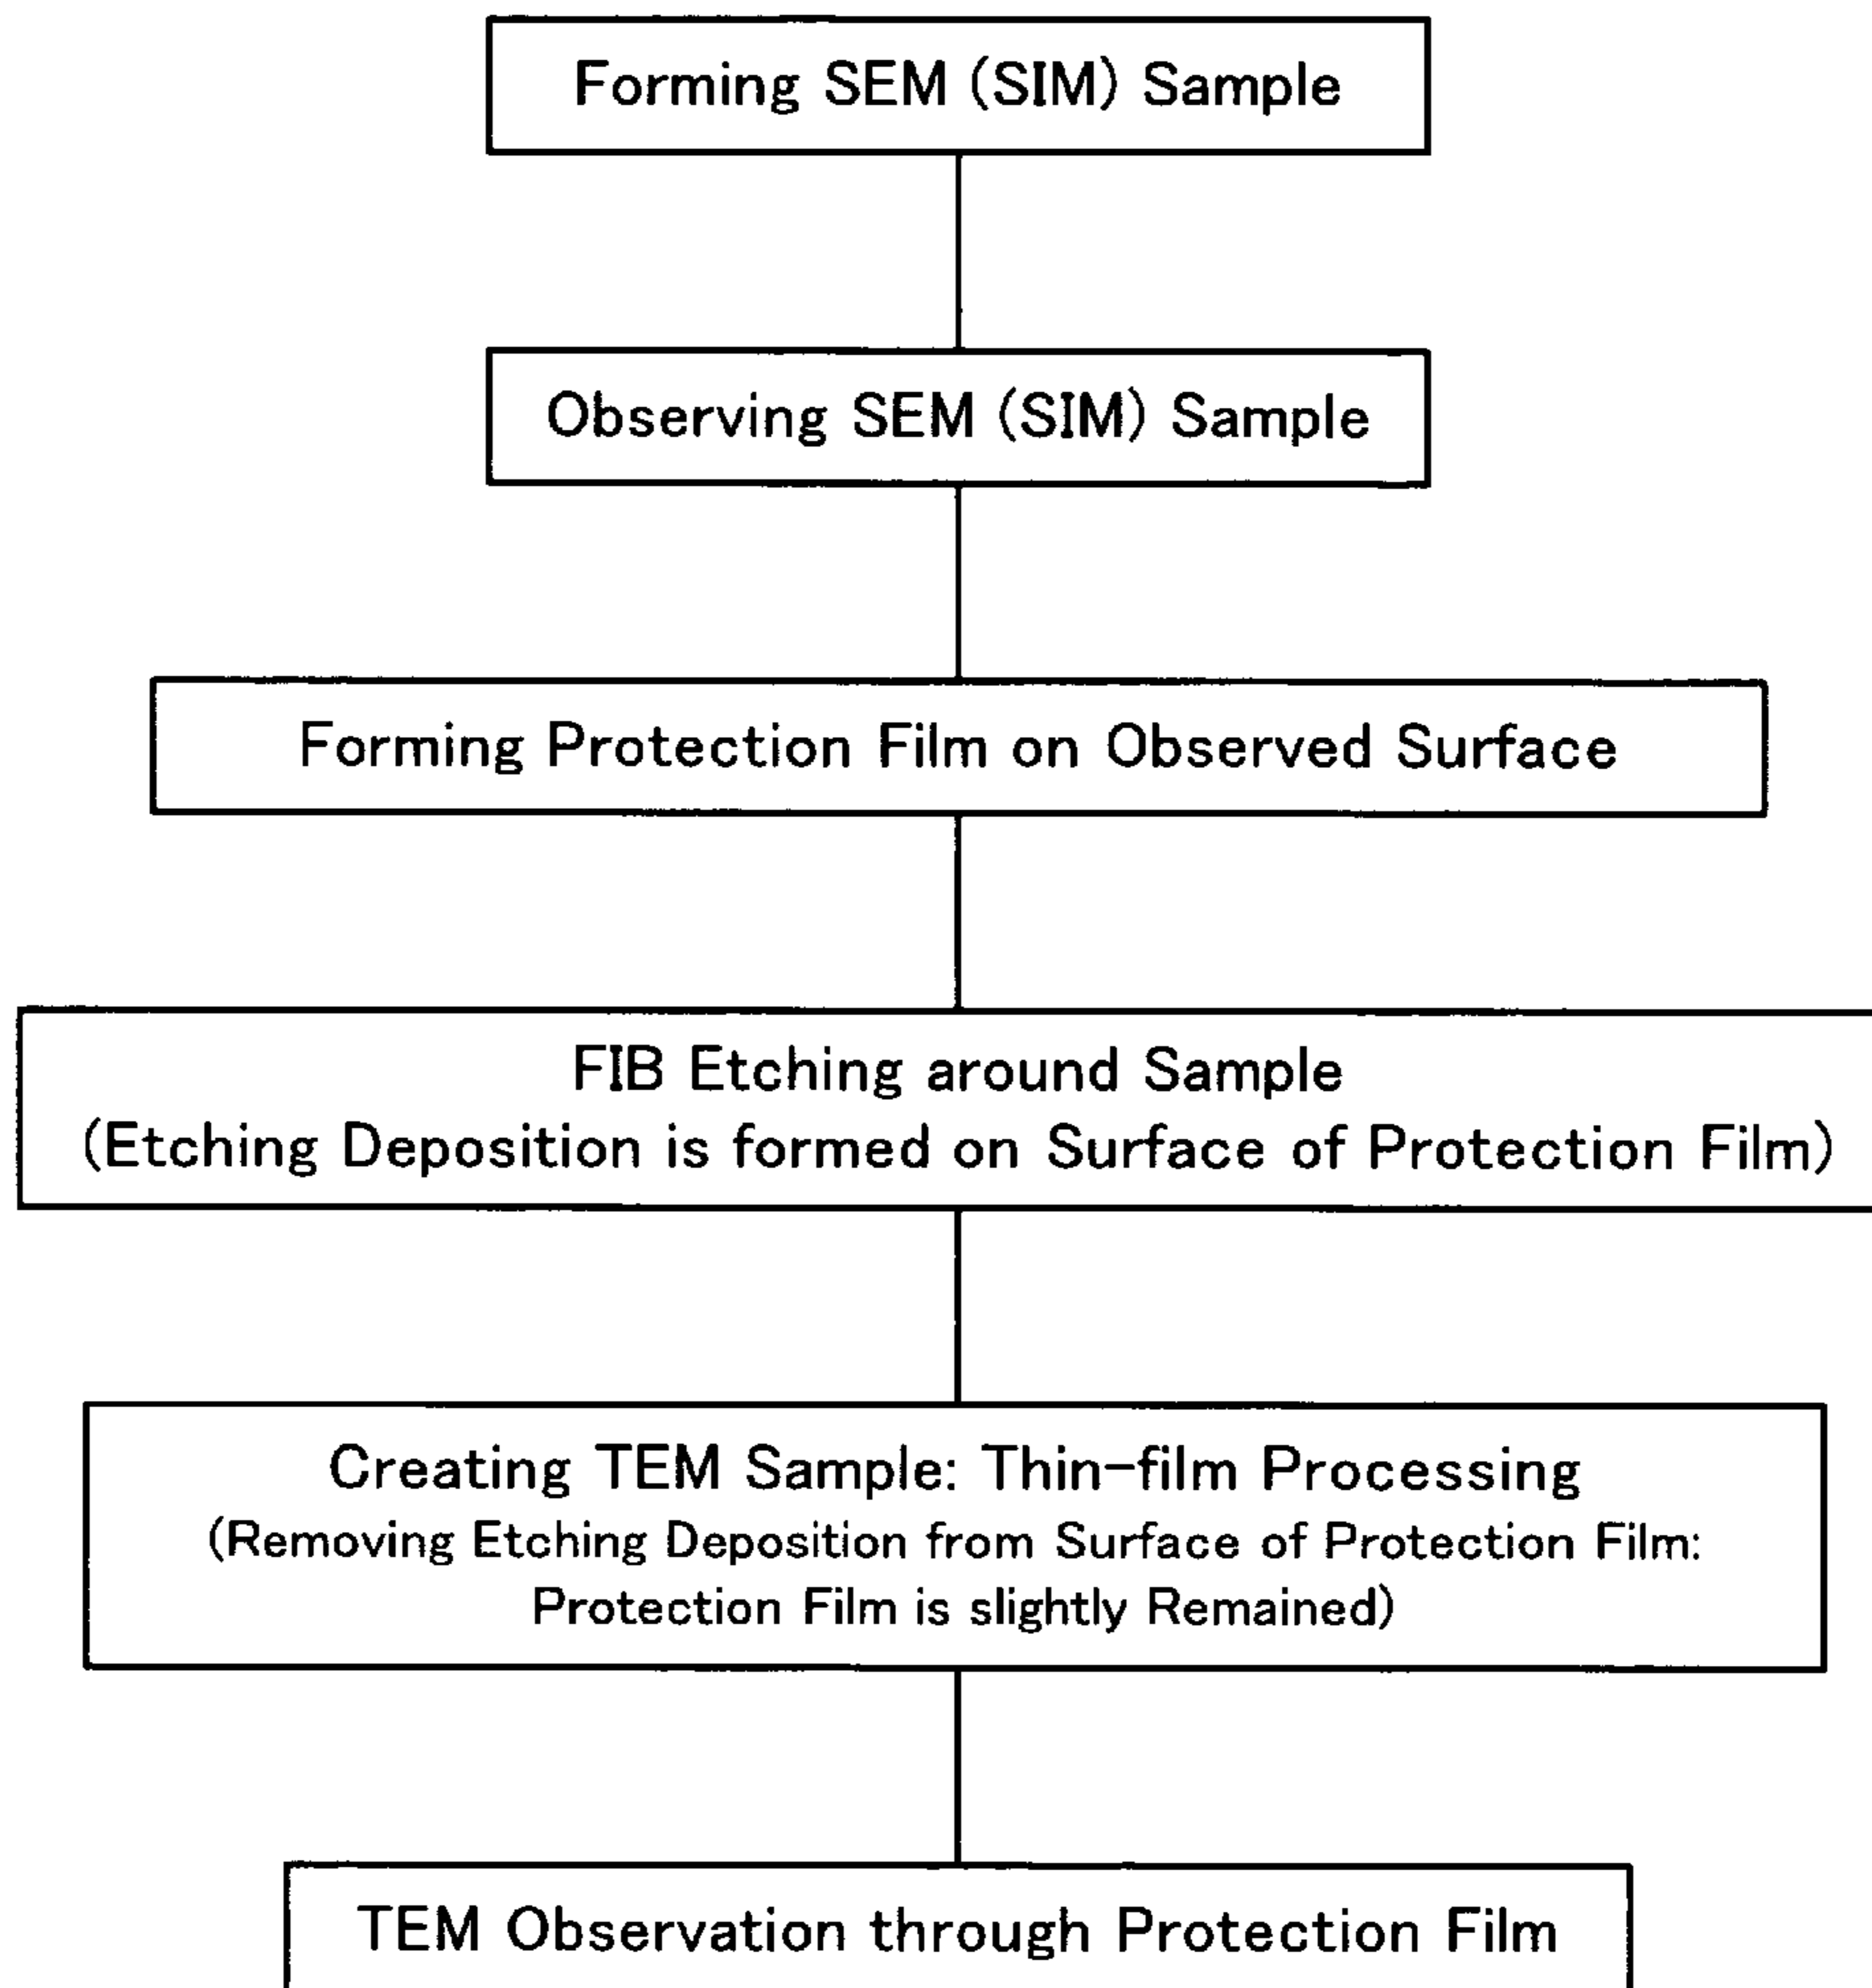 Forming SEM (SIM) Sample
Observing SEM (SIM) Sample
Forming Protection Film on Observed Surface
FIB Etching around Sample
(Etching Deposition is formed on Surface of Protection Film)
Creating TEM Sample: Thin-film Processing
(Removing Etching Deposition from Surface of Protection Film:
Protection Film is slightly Remained)
TEM Observation through Protection Film